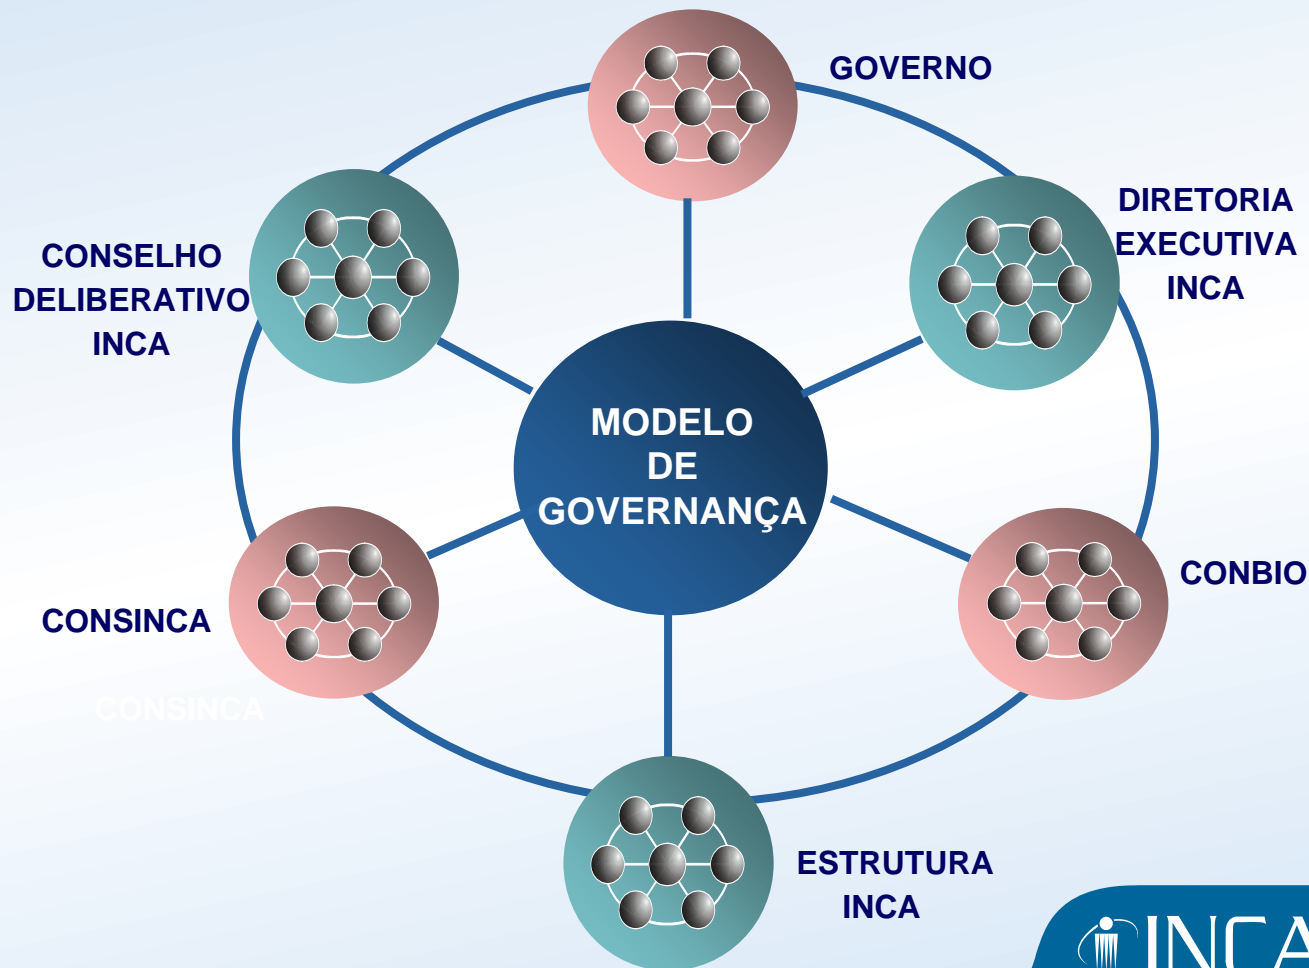 GOVERNO
DIRETORIA
EXECUTIVA
INCA
CONSELHO
DELIBERATIVO
INCA
MODELO
DE
GOVERNANÇA
CONBIO
CONSINCA
CONSINCA
ESTRUTURA
INCA
INCA